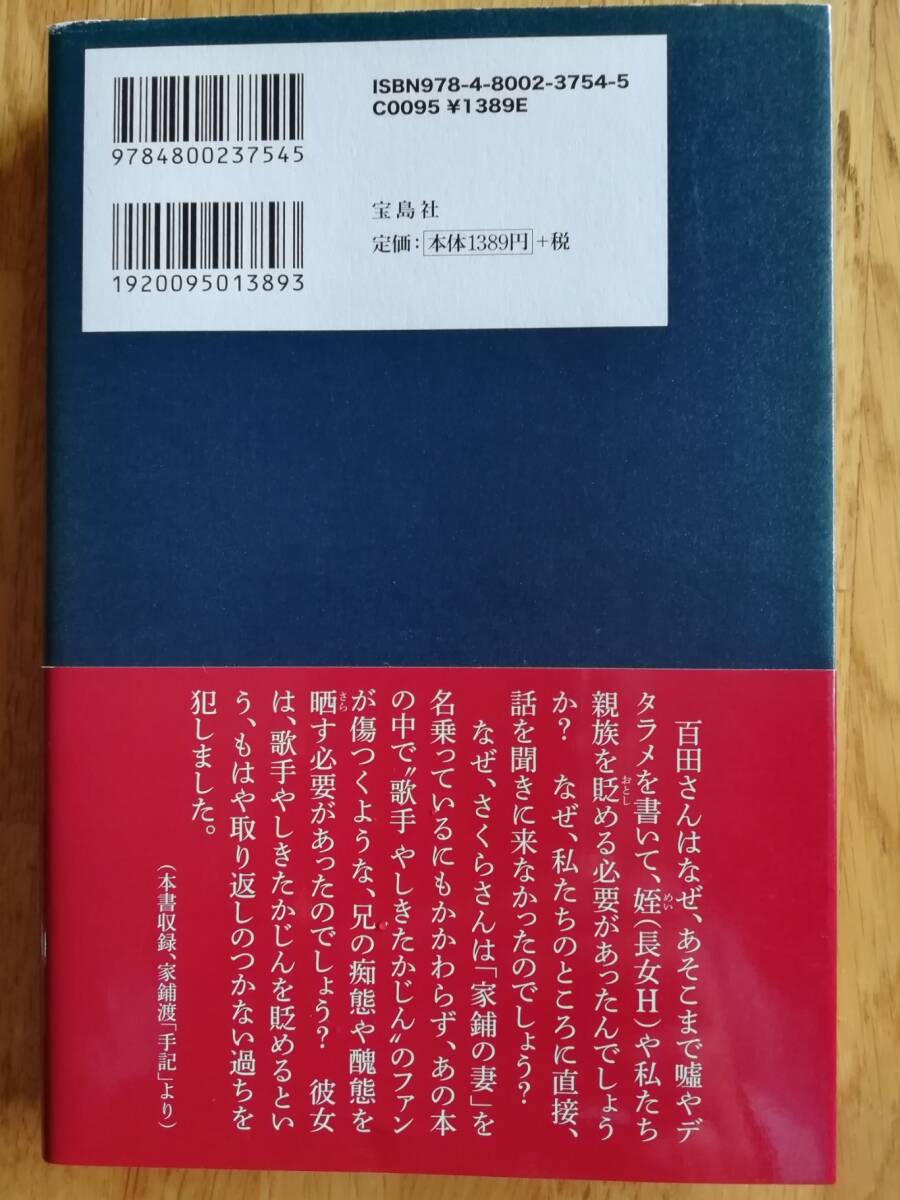 ISBN978-4-8002-3754-5
C0095 ¥1389E
9784800237545
宝島社
定価：本体1389円＋税
1920095013893
百田さんはなぜ、あそこまで嘘やデ
タラメを書いて、姪（長女H）や私たち
親族を貶める必要があったんでしょう
か？　なぜ、私たちのところに直接、
話を聞きに来なかったのでしょう？
なぜ、さくらさんは「家鋪の妻」を
名乗っているにもかかわらず、あの本
の中で〝歌手 やしきたかじん〟のファン
が傷つくような、兄の痴態や醜態を
晒す必要があったのでしょう？　彼女
は、歌手やしきたかじんを貶めるとい
う、もはや取り返しのつかない過ちを
犯しました。
（本書収録、家鋪渡「手記」より）
めい
おとし
さら